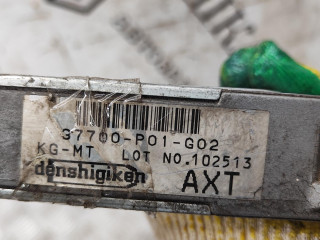 37700-P01-G02
KG-MT LOT NO.102513
denshigiken AXT